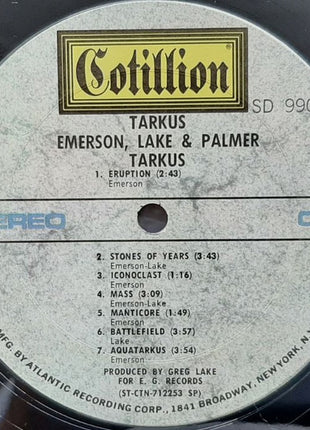 Cotillion
SD 990
TARKUS
EMERSON, LAKE & PALMER
TARKUS
1. ERUPTION (2:43)
Emerson
EREO
2. STONES OF YEARS (3:43)
Emerson-Lake
3. ICONOCLAST (1:16)
Emerson
4. MASS (3:09)
Emerson-Lake
5. MANTICORE (1:49)
Emerson
6. BATTLEFIELD (3:57)
Lake
7. AQUATARKUS (3:54)
Emerson
PRODUCED BY GREG LAKE
FOR E. G. RECORDS
(ST-CTN-712253 SP)
MFG. BY ATLANTIC RECORDING CORP., 1841 BROADWAY, NEW YORK, N.